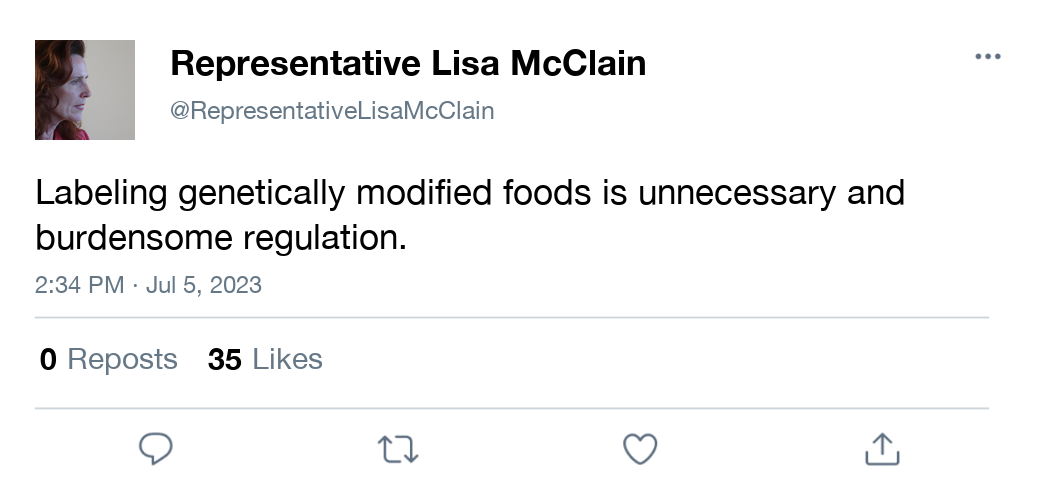 Representative Lisa McClain
@RepresentativeLisaMcClain
Labeling genetically modified foods is unnecessary and
burdensome regulation.
2:34 PM · Jul 5, 2023
0 Reposts 35 Likes